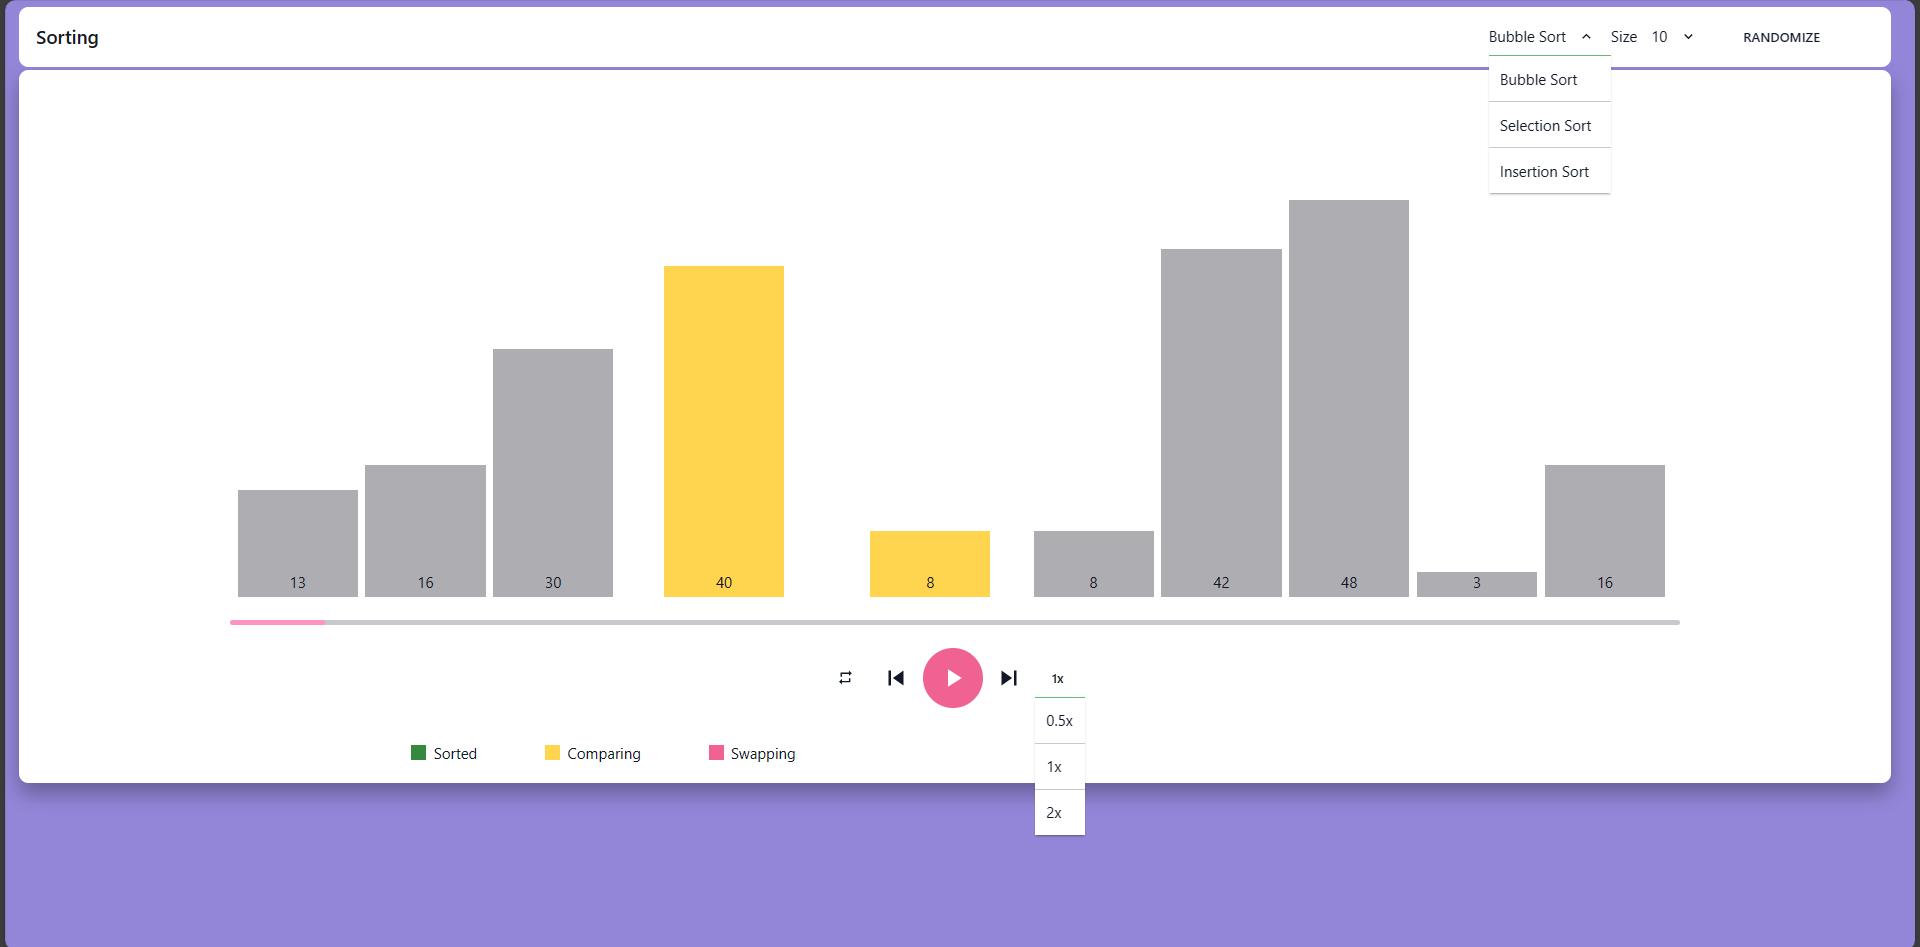 Sorting
Bubble Sort Size 10 RANDOMIZE
Bubble Sort
Selection Sort
Insertion Sort
13 16 30 40 8 8 42 48 3 16
1x
0.5x
1x
2x
Sorted Comparing Swapping